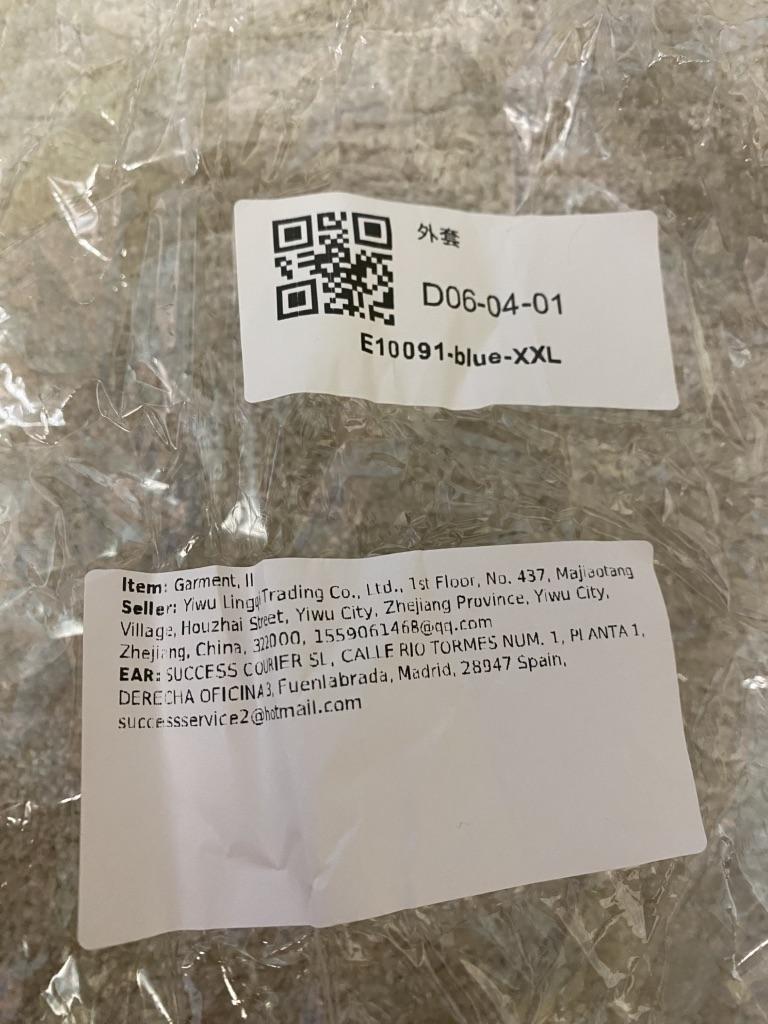 外套
D06-04-01
E10091-blue-XXL
Item: Garment, II
Seller: Yiwu Lingqi Trading Co., Ltd., 1st Floor, No. 437, Majiaotang
Village, Houzhai Street, Yiwu City, Zhejiang Province, Yiwu City,
Zhejiang, China, 322000, 1559061468@qq.com
EAR: SUCCESS COURIER SL, CALLE RIO TORMES NUM. 1, PLANTA 1,
DERECHA OFICINA3, Fuenlabrada, Madrid, 28947 Spain,
successservice2@hotmail.com